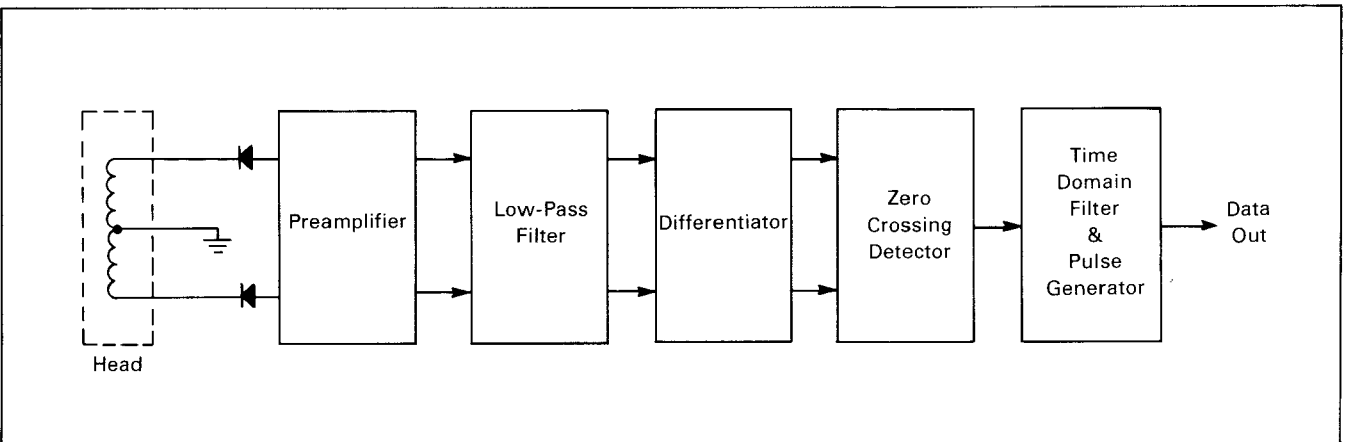 Head
Preamplifier
Low-Pass
Filter
Differentiator
Zero
Crossing
Detector
Time
Domain
Filter
&
Pulse
Generator
Data
Out